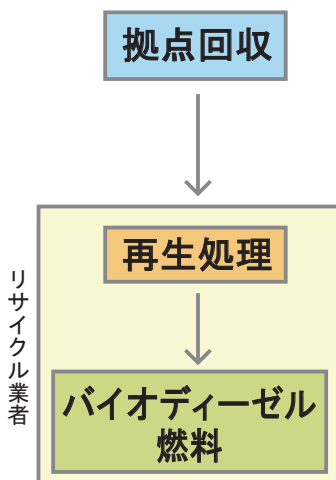 拠点回収
リサイクル業者
再生処理
バイオディーゼル
燃料